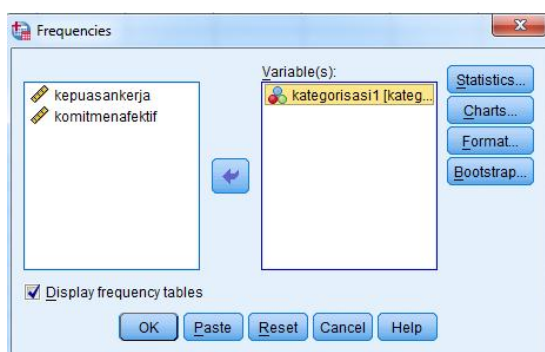 Frequencies
kepuasankerja
komitmenafektif
Variable(s):
kategorisasi1 [kateg...
Statistics...
Charts...
Format...
Bootstrap...
Display frequency tables
OK Paste Reset Cancel Help